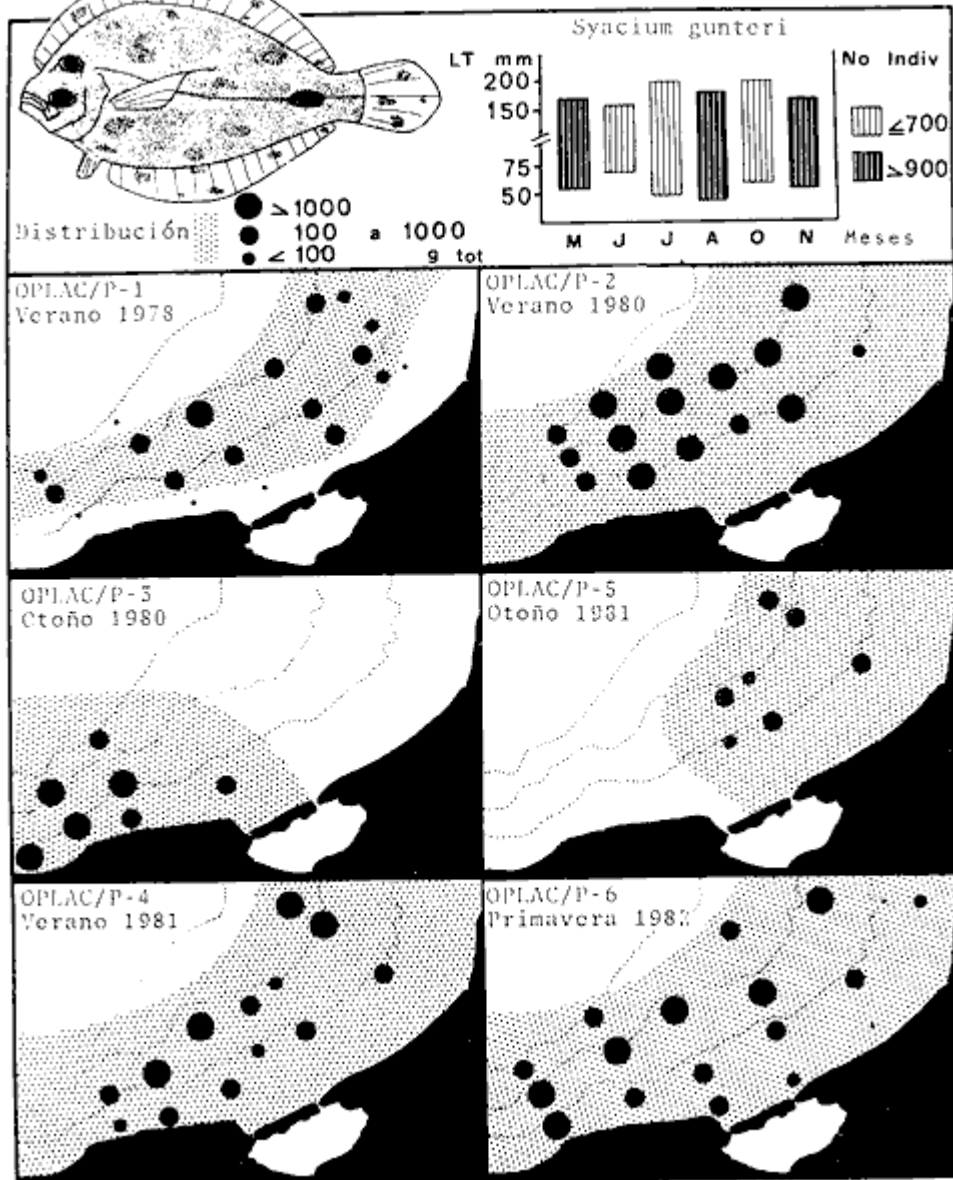 Syacium gunteri
LT mm
200
150
75
50
M J J A O N Meses
No Indiv
≤700
>900
Distribución
>1000
100 a 1000
<100
g tot
OPLAC/P-1
Verano 1978
OPLAC/P-2
Verano 1980
OPLAC/P-3
Otoño 1980
OPLAC/P-5
Otoño 1981
OPLAC/P-4
Verano 1981
OPLAC/P-6
Primavera 1982